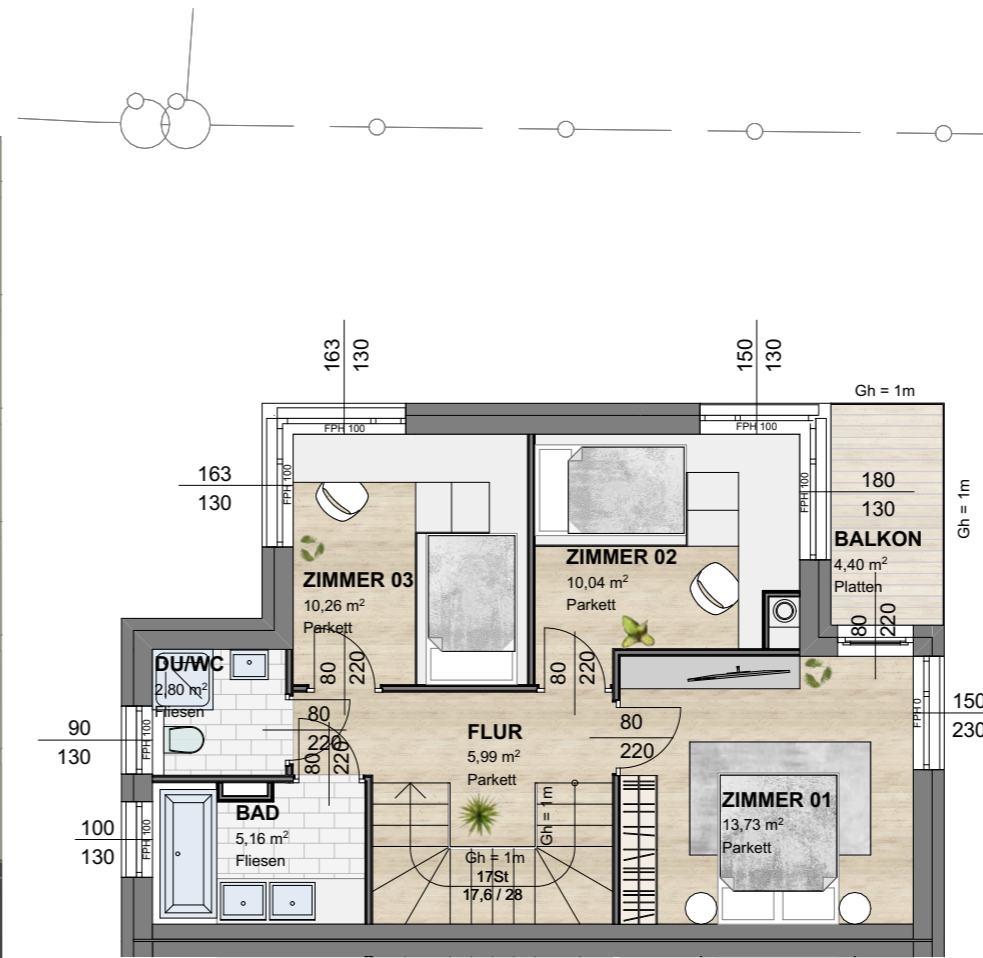 163
130
150
130
Gh = 1m
FPH 100
FPH 100
163
130
FPH 100
FPH 100
180
130
Gh = 1m
BALKON
4,40 m²
Platten
ZIMMER 03
10,26 m²
Parkett
ZIMMER 02
10,04 m²
Parkett
80
220
80
220
80
220
DU/WC
2,80 m²
Fliesen
90
130
FPH 100
80
220
80
220
FLUR
5,99 m²
Parkett
80
220
FPH 0
150
230
100
130
FPH 100
BAD
5,16 m²
Fliesen
Gh = 1m
Gh = 1m
17St
17,6 / 28
ZIMMER 01
13,73 m²
Parkett